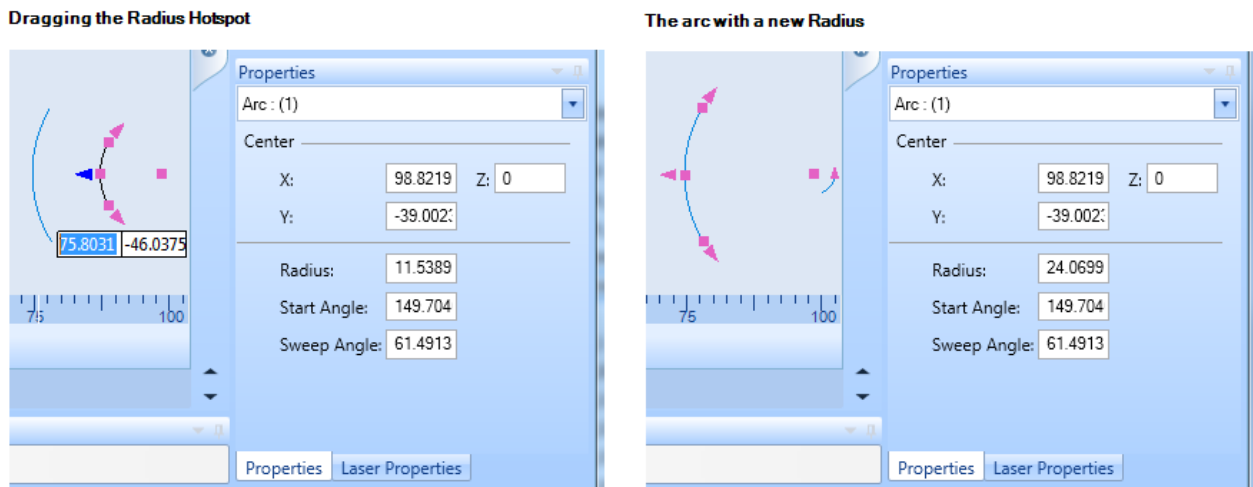 Dragging the Radius Hotspot
Properties
Arc : (1)
Center
X: 98.8219 Z: 0
Y: -39.002
75.8031 -46.0375
Radius: 11.5389
Start Angle: 149.704
Sweep Angle: 61.4913
75 100
Properties Laser Properties
The arc with a new Radius
Properties
Arc : (1)
Center
X: 98.8219 Z: 0
Y: -39.002
Radius: 24.0699
Start Angle: 149.704
Sweep Angle: 61.4913
75 100
Properties Laser Properties